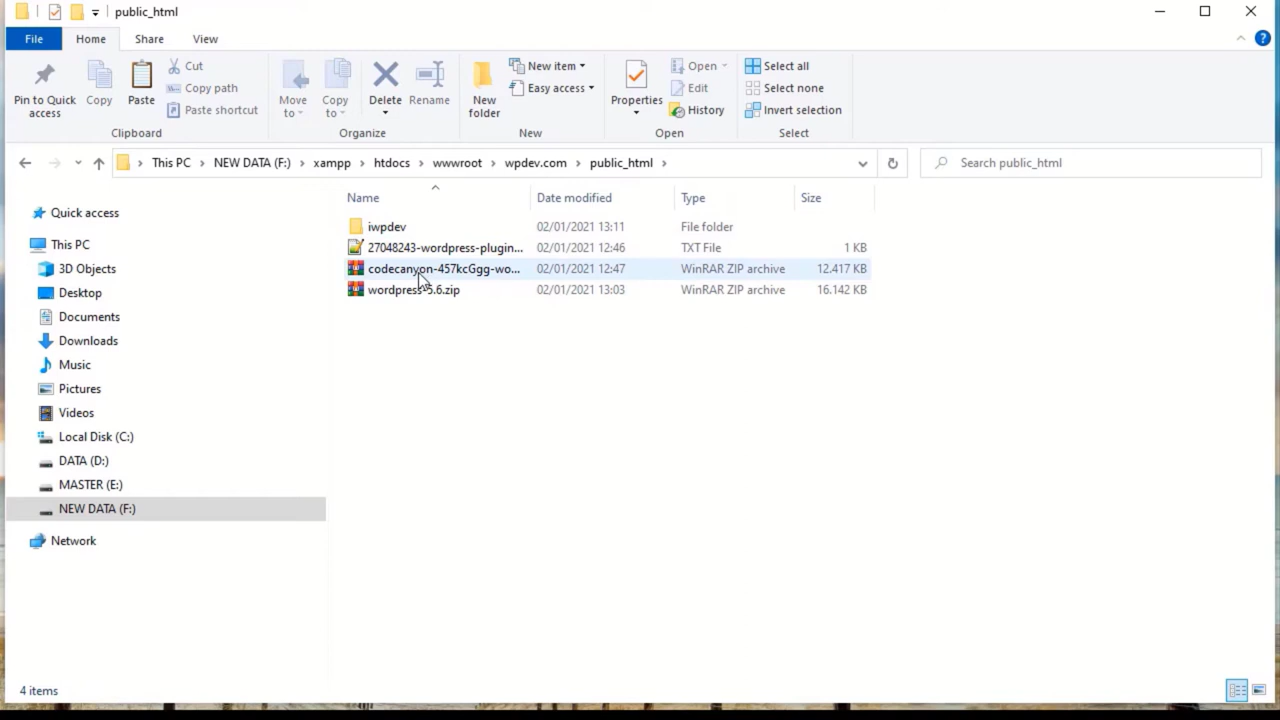 public_html
File
Home
Share
View
Pin to Quick access
Copy
Paste
Cut
Copy path
Paste shortcut
Clipboard
Move to
Copy to
Delete
Rename
Organize
New folder
New item
Easy access
New
Properties
Open
Edit
History
Open
Select all
Select none
Invert selection
Select
This PC
NEW DATA (F:)
xampp
htdocs
wwwroot
wpdev.com
public_html
Search public_html
Name
Date modified
Type
Size
iwpdev 02/01/2021 13:11 File folder
27048243-wordpress-plugin... 02/01/2021 12:46 TXT File 1 KB
codecanyon-457kcGgg-wo... 02/01/2021 12:47 WinRAR ZIP archive 12.417 KB
wordpress-5.6.zip 02/01/2021 13:03 WinRAR ZIP archive 16.142 KB
Quick access
This PC
3D Objects
Desktop
Documents
Downloads
Music
Pictures
Videos
Local Disk (C:)
DATA (D:)
MASTER (E:)
NEW DATA (F:)
Network
4 items